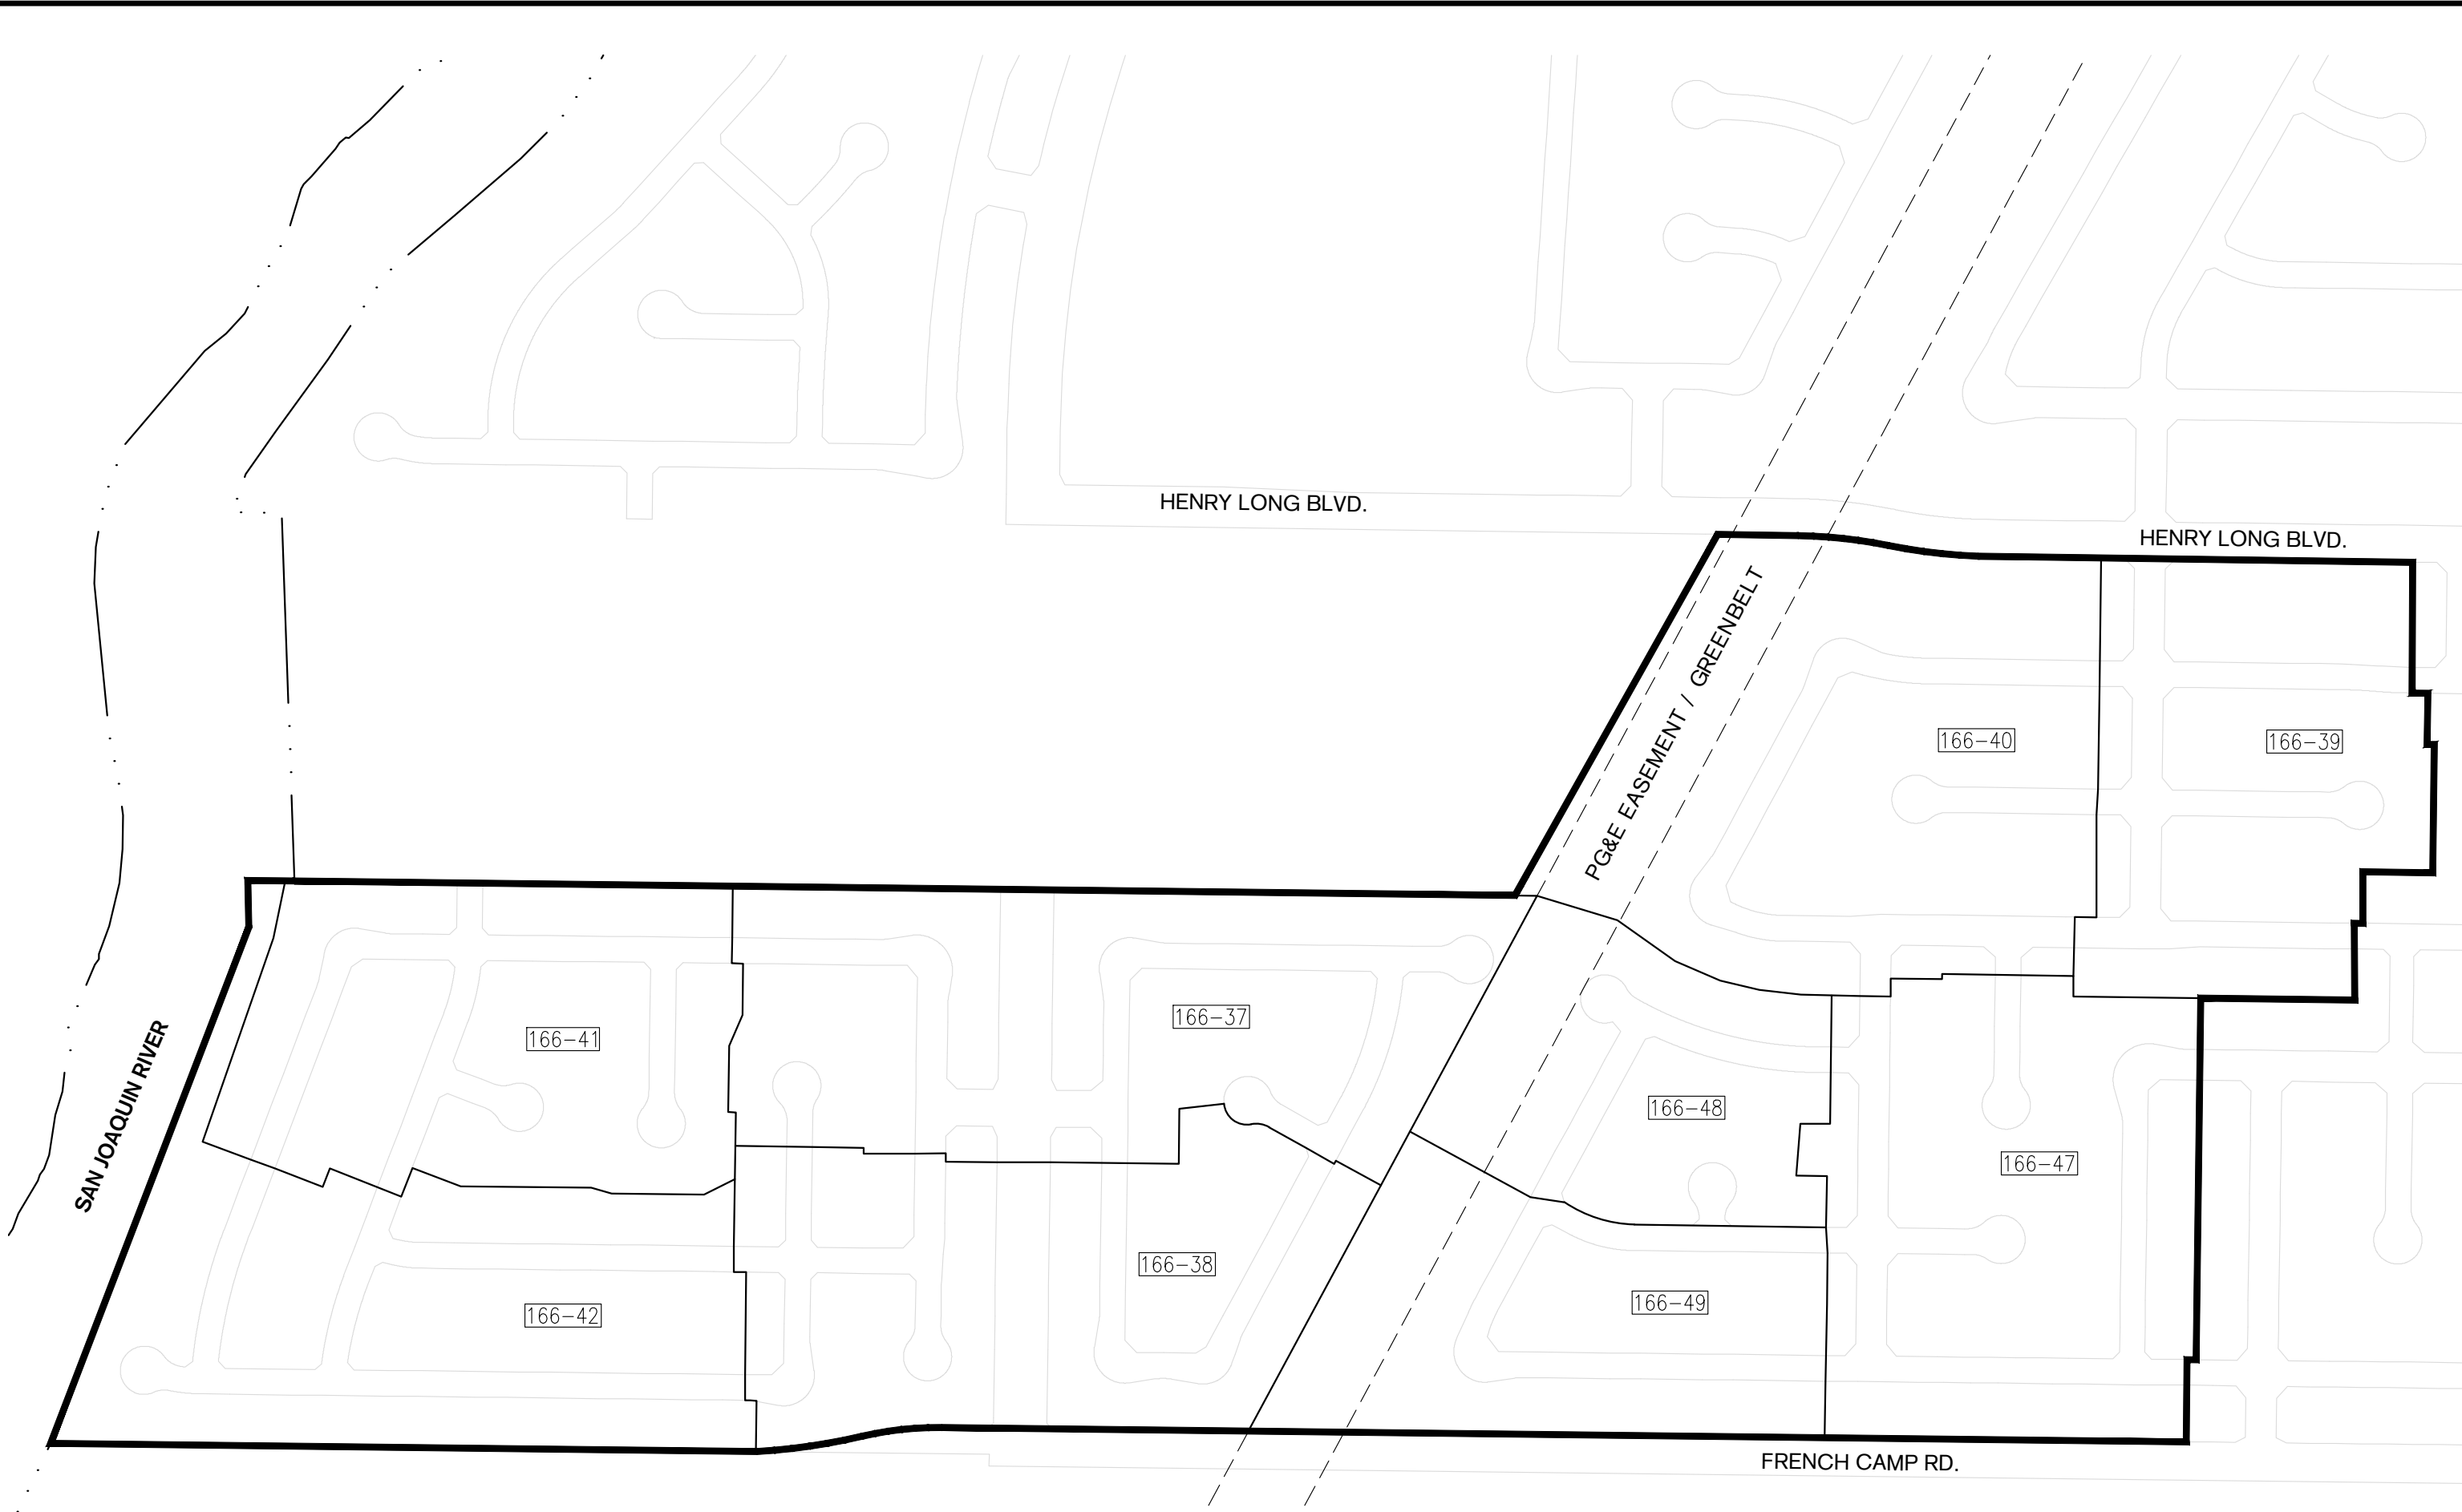 HENRY LONG BLVD.
HENRY LONG BLVD.
PG&E EASEMENT / GREENBELT
166-40
166-39
166-37
166-41
SAN JOAQUIN RIVER
166-48
166-47
166-38
166-49
166-42
FRENCH CAMP RD.